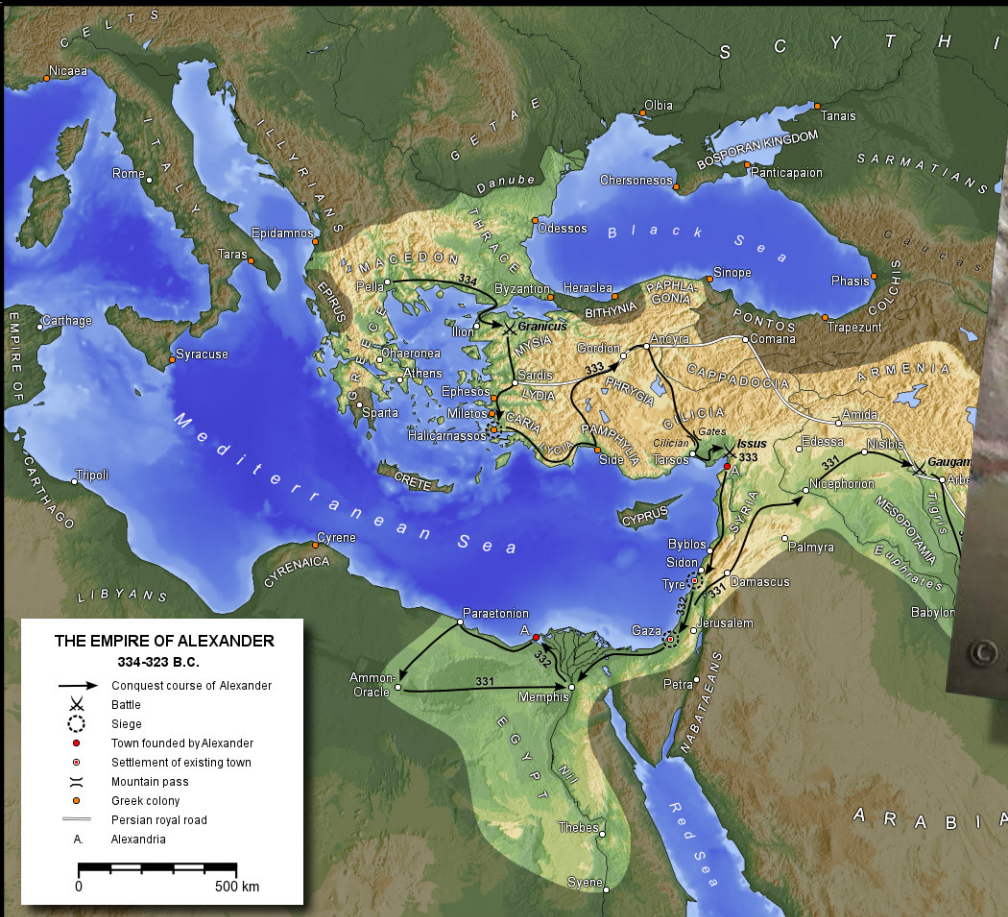 CELTS
SCYTHI
Nicaea
ITALY
ILLYRIANS
GETAE
Olbia
Tanais
BOSPORAN KINGDOM
SARMATIANS
Rome
Danube
Chersonesos
Panticapaion
Epidamnos
THRACE
Odessos
Black Sea
Caucas
Taras
MACEDON
Pella
334
Byzantion
Heraclea
PAPHLA-
GONIA
Sinope
Phasis
COLCHIS
EPIRUS
BITHYNIA
PONTOS
Trapezunt
EMPIRE OF
CARTHAGO
Carthage
Ilion
Granicus
MYSIA
Gordion
Ancyra
Comana
Syracuse
GREECE
Chaeronea
Athens
Sardis
333
PHRYGIA
CAPPADOCIA
ARMENIA
Ephesos
LYDIA
Sparta
Miletos
CARIA
Halicarnassos
LYCIA
PAMPHYLIA
Side
CILICIA
Cilician
Gates
Tarsos
Issus
333
A.
Amida
Edessa
Nisibis
331
Gaugam
Arbe
Tripoli
CRETE
Mediterranean Sea
CYPRUS
SYRIA
Nicephorion
MESOPOTAMIA
Tigris
Euphrates
Babylon
Cyrene
CYRENAICA
LIBYANS
Byblos
Sidon
Tyre
Palmyra
Damascus
331
332
Paraetonion
A.
332
Gaza
Jerusalem
Ammon-
Oracle
331
Memphis
Petra
NABATAEANS
EGYPT
Nil
Thebes
Syene
Red Sea
ARABIA
THE EMPIRE OF ALEXANDER
334-323 B.C.
Conquest course of Alexander
Battle
Siege
Town founded by Alexander
Settlement of existing town
Mountain pass
Greek colony
Persian royal road
A. Alexandria
0 500 km
©